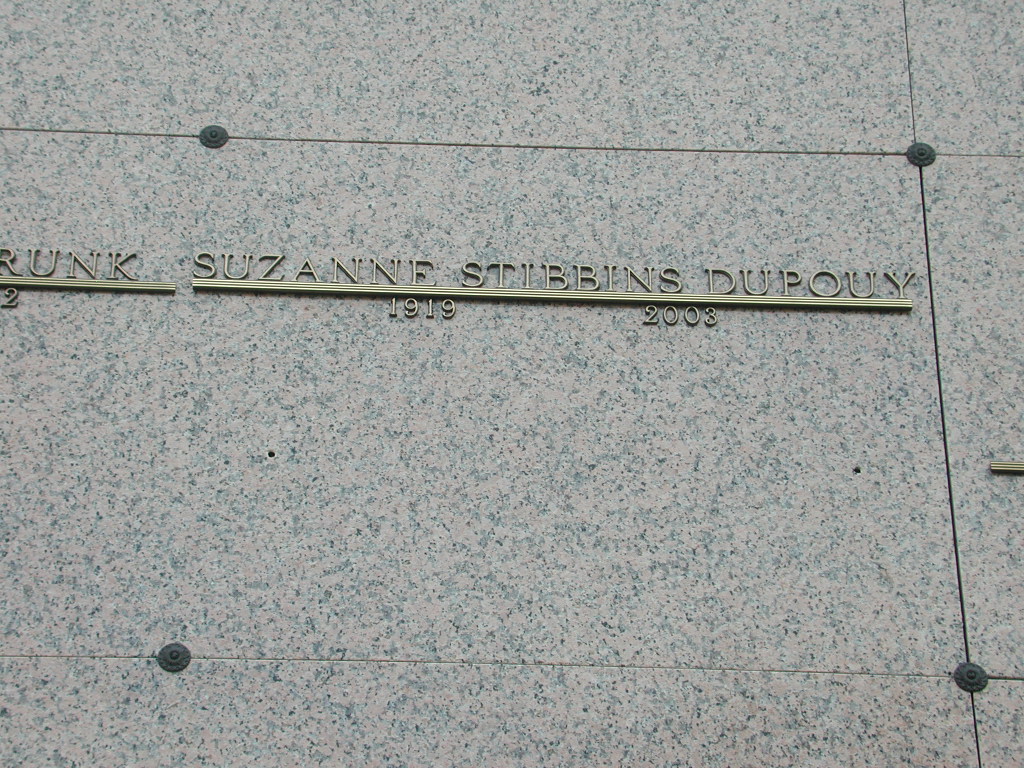 SUZANNE STIBBINS DUPOUY
1919 2003
RUNK
2